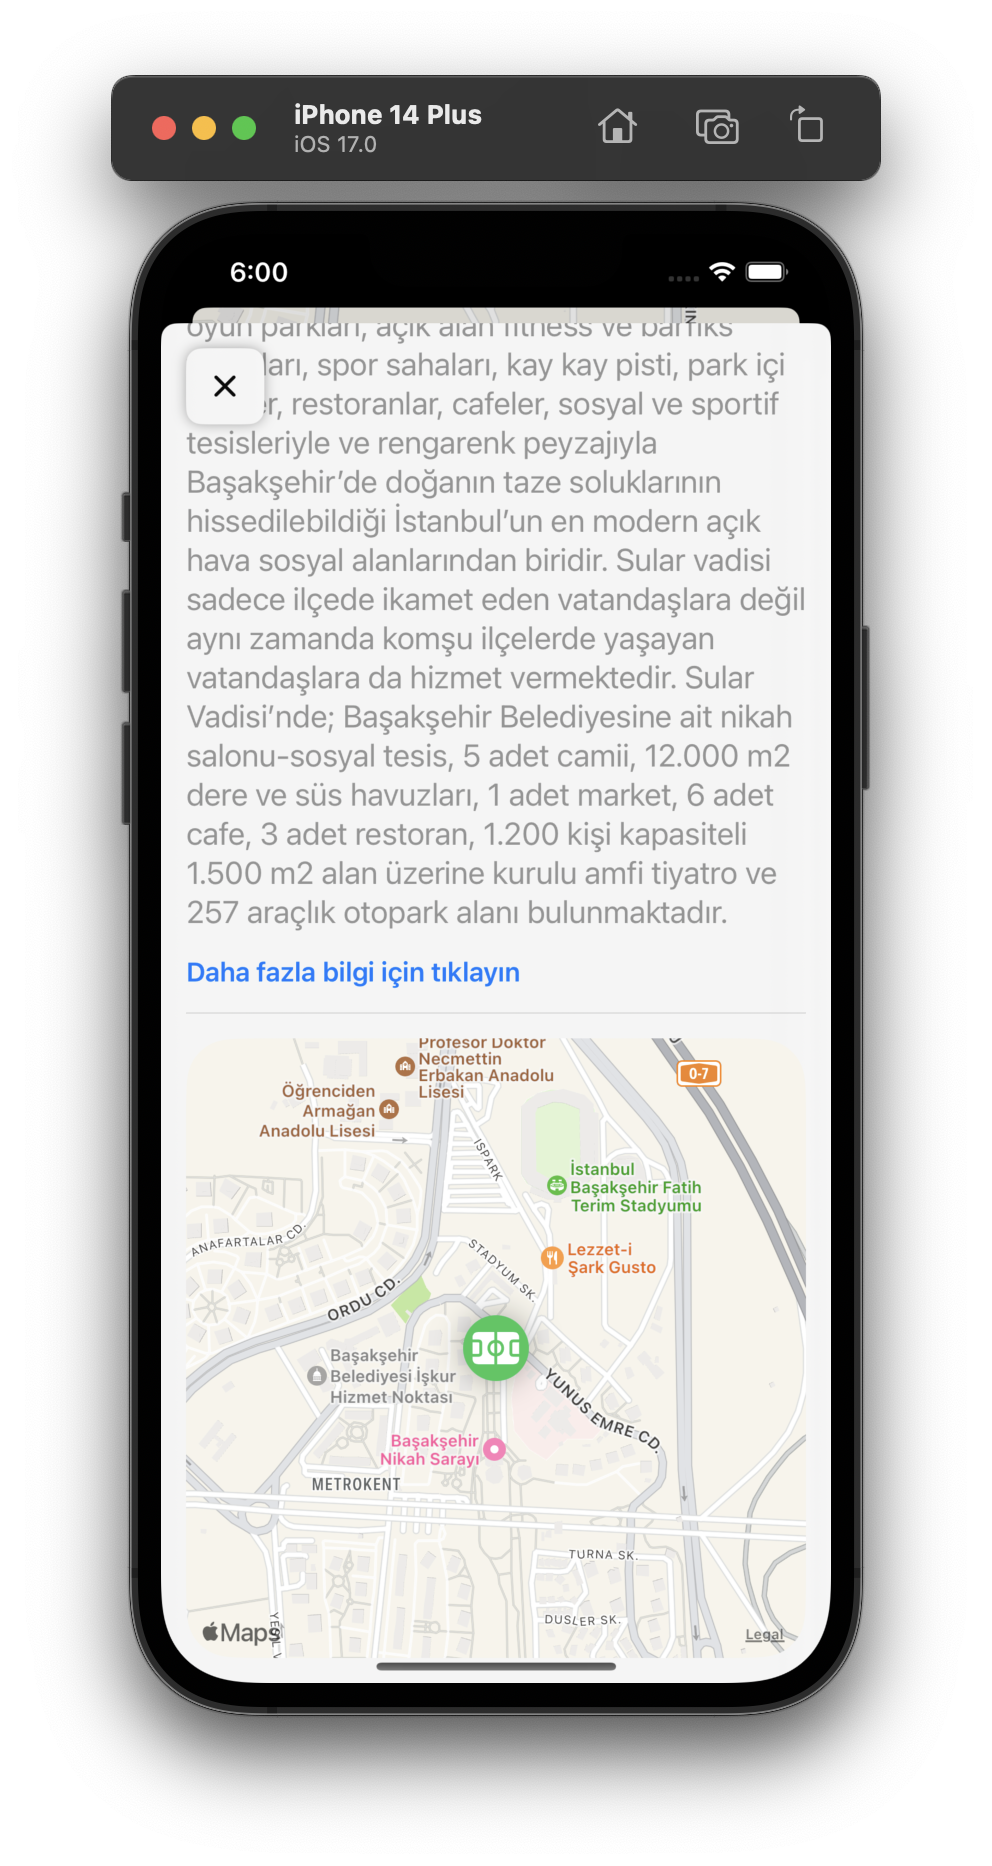 iPhone 14 Plus
iOS 17.0
6:00
oyun parkları, açık alan fitness ve barfiks
ları, spor sahaları, kay kay pisti, park içi
er, restoranlar, cafeler, sosyal ve sportif
tesisleriyle ve rengarenk peyzajıyla
Başakşehir’de doğanın taze soluklarının
hissedilebildiği İstanbul’un en modern açık
hava sosyal alanlarından biridir. Sular vadisi
sadece ilçede ikamet eden vatandaşlara değil
aynı zamanda komşu ilçelerde yaşayan
vatandaşlara da hizmet vermektedir. Sular
Vadisi’nde; Başakşehir Belediyesine ait nikah
salonu-sosyal tesis, 5 adet camii, 12.000 m2
dere ve süs havuzları, 1 adet market, 6 adet
cafe, 3 adet restoran, 1.200 kişi kapasiteli
1.500 m2 alan üzerine kurulu amfi tiyatro ve
257 araçlık otopark alanı bulunmaktadır.
Daha fazla bilgi için tıklayın
Profesör Doktor
Necmettin
Erbakan Anadolu
Lisesi
O-7
Öğrenciden
Armağan
Anadolu Lisesi
ISPARK
İstanbul
Başakşehir Fatih
Terim Stadyumu
ANAFARTALAR CD.
STADYUM SK.
Lezzet-i
Şark Gusto
ORDU CD.
Başakşehir
Belediyesi İşkur
Hizmet Noktası
YUNUS EMRE CD.
Başakşehir
Nikah Sarayı
METROKENT
TURNA SK.
DUSLER SK.
Maps
Legal